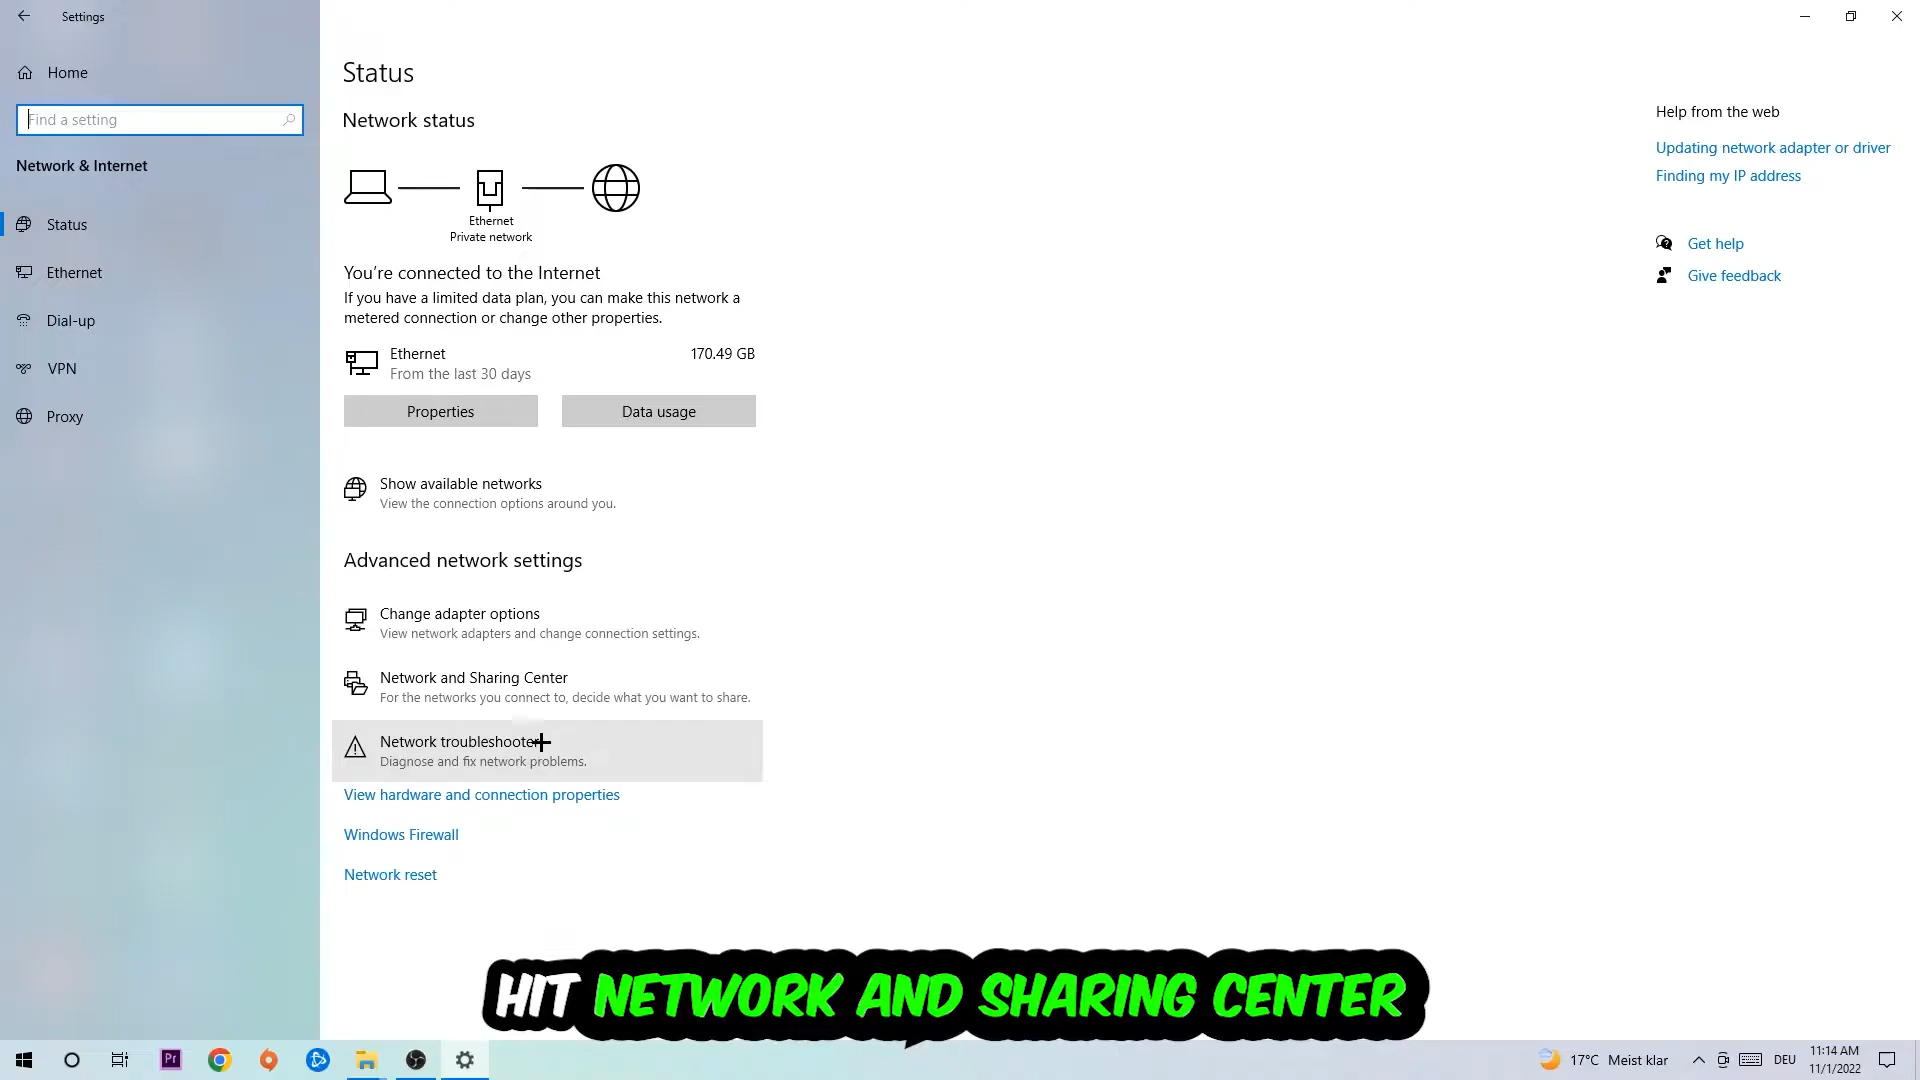 Settings
Home
Find a setting
Network & Internet
Status
Ethernet
Dial-up
VPN
Proxy
Status
Network status
Ethernet
Private network
You're connected to the Internet
If you have a limited data plan, you can make this network a
metered connection or change other properties.
Ethernet 170.49 GB
From the last 30 days
Properties Data usage
Show available networks
View the connection options around you.
Advanced network settings
Change adapter options
View network adapters and change connection settings.
Network and Sharing Center
For the networks you connect to, decide what you want to share.
Network troubleshooter
Diagnose and fix network problems.
View hardware and connection properties
Windows Firewall
Network reset
Help from the web
Updating network adapter or driver
Finding my IP address
Get help
Give feedback
HIT NETWORK AND SHARING CENTER
Pr
17°C Meist klar
DEU
11:14 AM
11/1/2022